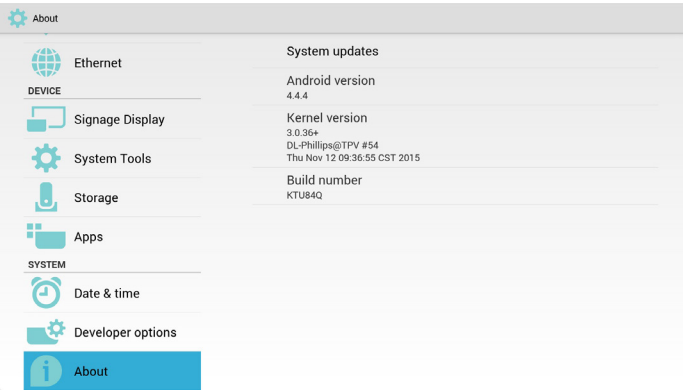 About
Ethernet
DEVICE
Signage Display
System Tools
Storage
Apps
SYSTEM
Date & time
Developer options
About
System updates
Android version
4.4.4
Kernel version
3.0.36+
DL-Phillips@TPV #54
Thu Nov 12 09:36:55 CST 2015
Build number
KTU84Q